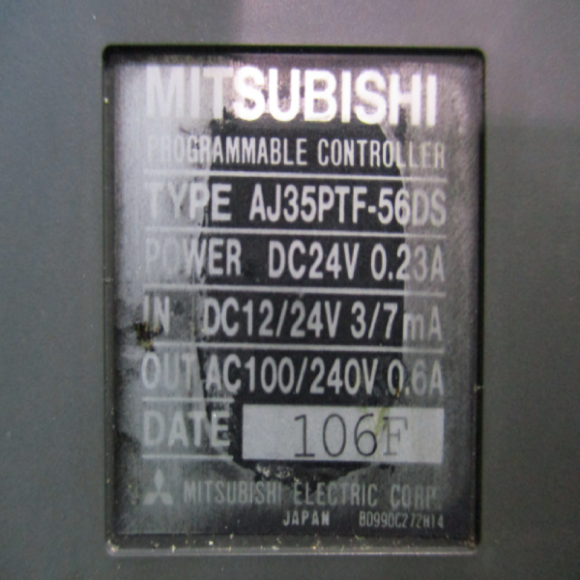 MITSUBISHI
PROGRAMMABLE CONTROLLER
TYPE AJ35PTF-56DS
POWER DC24V 0.23A
IN DC12/24V 3/7mA
OUT AC100/240V 0.6A
DATE 106F
MITSUBISHI ELECTRIC CORP.
JAPAN BD990C272H14